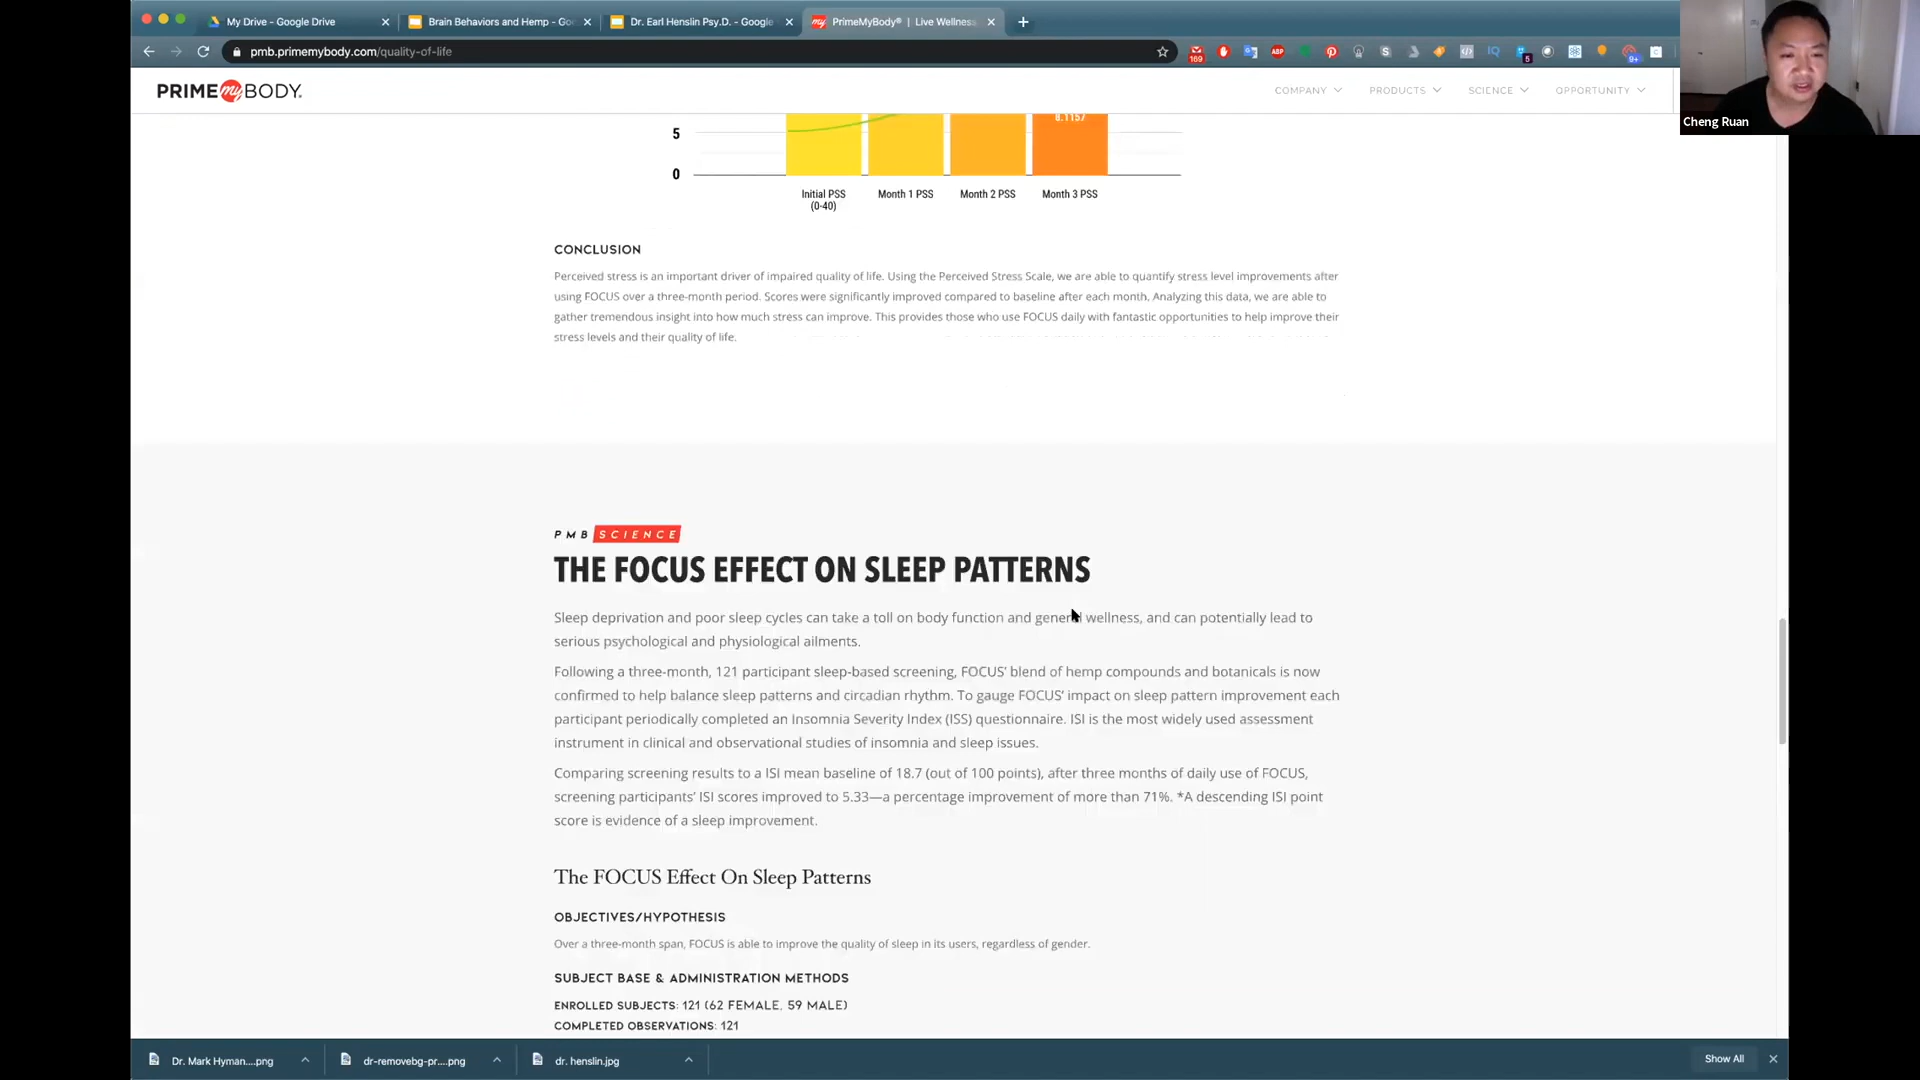 My Drive - Google Drive
Brain Behaviors and Hemp - Go
Dr. Earl Henslin Psy.D. - Google
PrimeMyBody® | Live Wellness
pmb.primemybody.com/quality-of-life
169
ABP
5
9+
Cheng Ruan
PRIME my BODY.
COMPANY
PRODUCTS
SCIENCE
OPPORTUNITY
8.1157
5
0
Initial PSS
(0-40)
Month 1 PSS
Month 2 PSS
Month 3 PSS
CONCLUSION
Perceived stress is an important driver of impaired quality of life. Using the Perceived Stress Scale, we are able to quantify stress level improvements after
using FOCUS over a three-month period. Scores were significantly improved compared to baseline after each month. Analyzing this data, we are able to
gather tremendous insight into how much stress can improve. This provides those who use FOCUS daily with fantastic opportunities to help improve their
stress levels and their quality of life.
PMB SCIENCE
THE FOCUS EFFECT ON SLEEP PATTERNS
Sleep deprivation and poor sleep cycles can take a toll on body function and general wellness, and can potentially lead to
serious psychological and physiological ailments.
Following a three-month, 121 participant sleep-based screening, FOCUS' blend of hemp compounds and botanicals is now
confirmed to help balance sleep patterns and circadian rhythm. To gauge FOCUS' impact on sleep pattern improvement each
participant periodically completed an Insomnia Severity Index (ISS) questionnaire. ISI is the most widely used assessment
instrument in clinical and observational studies of insomnia and sleep issues.
Comparing screening results to a ISI mean baseline of 18.7 (out of 100 points), after three months of daily use of FOCUS,
screening participants' ISI scores improved to 5.33—a percentage improvement of more than 71%. *A descending ISI point
score is evidence of a sleep improvement.
The FOCUS Effect On Sleep Patterns
OBJECTIVES/HYPOTHESIS
Over a three-month span, FOCUS is able to improve the quality of sleep in its users, regardless of gender.
SUBJECT BASE & ADMINISTRATION METHODS
ENROLLED SUBJECTS: 121 (62 FEMALE, 59 MALE)
COMPLETED OBSERVATIONS: 121
Dr. Mark Hyman....png
dr-removebg-pr....png
dr. henslin.jpg
Show All